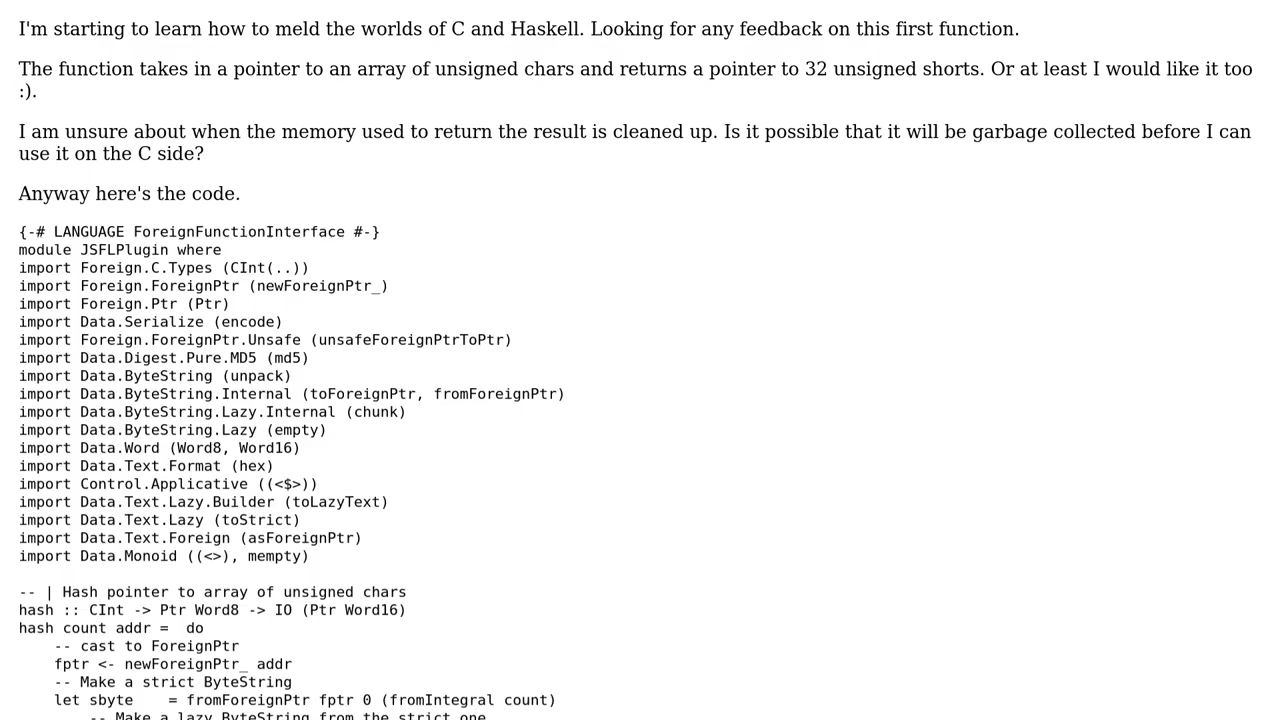 I'm starting to learn how to meld the worlds of C and Haskell. Looking for any feedback on this first function.
The function takes in a pointer to an array of unsigned chars and returns a pointer to 32 unsigned shorts. Or at least I would like it too
:).
I am unsure about when the memory used to return the result is cleaned up. Is it possible that it will be garbage collected before I can
use it on the C side?
Anyway here's the code.
{-# LANGUAGE ForeignFunctionInterface #-}
module JSFLPlugin where
import Foreign.C.Types (CInt(..))
import Foreign.ForeignPtr (newForeignPtr_)
import Foreign.Ptr (Ptr)
import Data.Serialize (encode)
import Foreign.ForeignPtr.Unsafe (unsafeForeignPtrToPtr)
import Data.Digest.Pure.MD5 (md5)
import Data.ByteString (unpack)
import Data.ByteString.Internal (toForeignPtr, fromForeignPtr)
import Data.ByteString.Lazy.Internal (chunk)
import Data.ByteString.Lazy (empty)
import Data.Word (Word8, Word16)
import Data.Text.Format (hex)
import Control.Applicative ((<$>))
import Data.Text.Lazy.Builder (toLazyText)
import Data.Text.Lazy (toStrict)
import Data.Text.Foreign (asForeignPtr)
import Data.Monoid ((<>), mempty)
-- | Hash pointer to array of unsigned chars
hash :: CInt -> Ptr Word8 -> IO (Ptr Word16)
hash count addr =  do
    -- cast to ForeignPtr
    fptr <- newForeignPtr_ addr
    -- Make a strict ByteString
    let sbyte    = fromForeignPtr fptr 0 (fromIntegral count)
        -- Make a lazy ByteString from the strict one